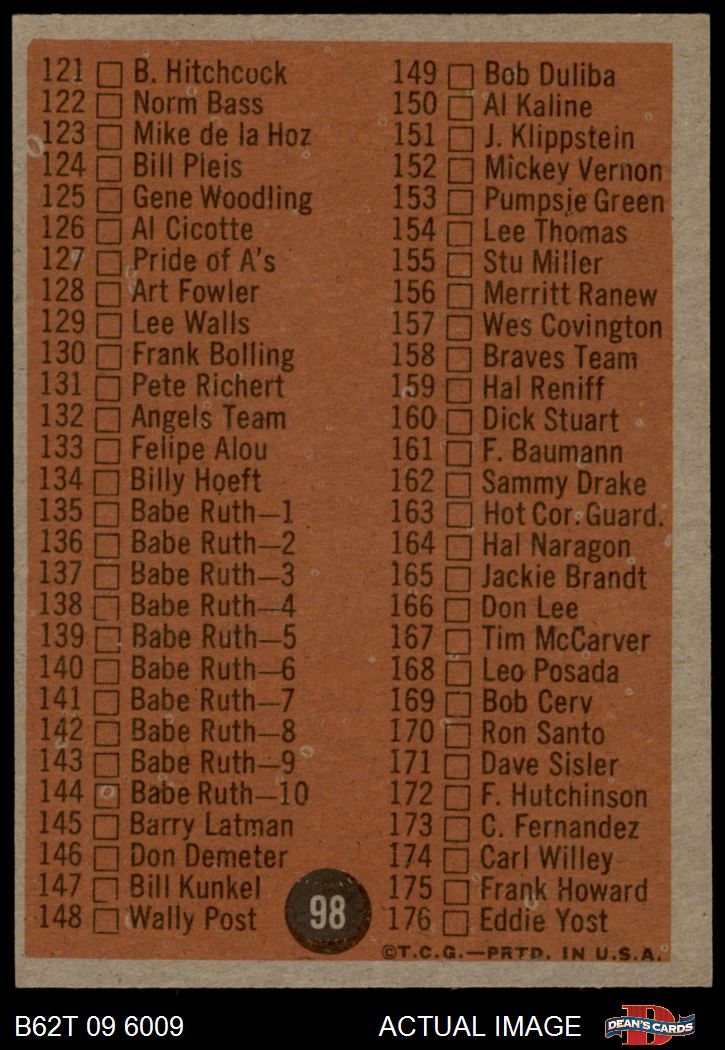 121 B. Hitchcock
122 Norm Bass
123 Mike de la Hoz
124 Bill Pleis
125 Gene Woodling
126 Al Cicotte
127 Pride of A's
128 Art Fowler
129 Lee Walls
130 Frank Bolling
131 Pete Richert
132 Angels Team
133 Felipe Alou
134 Billy Hoeft
135 Babe Ruth—1
136 Babe Ruth—2
137 Babe Ruth—3
138 Babe Ruth—4
139 Babe Ruth—5
140 Babe Ruth—6
141 Babe Ruth—7
142 Babe Ruth—8
143 Babe Ruth—9
144 Babe Ruth—10
145 Barry Latman
146 Don Demeter
147 Bill Kunkel
148 Wally Post
149 Bob Duliba
150 Al Kaline
151 J. Klippstein
152 Mickey Vernon
153 Pumpsie Green
154 Lee Thomas
155 Stu Miller
156 Merritt Ranew
157 Wes Covington
158 Braves Team
159 Hal Reniff
160 Dick Stuart
161 F. Baumann
162 Sammy Drake
163 Hot Cor. Guard.
164 Hal Naragon
165 Jackie Brandt
166 Don Lee
167 Tim McCarver
168 Leo Posada
169 Bob Cerv
170 Ron Santo
171 Dave Sisler
172 F. Hutchinson
173 C. Fernandez
174 Carl Willey
175 Frank Howard
176 Eddie Yost
98
©T.C.G.—PRTD. IN U.S.A.
B62T 09 6009
ACTUAL IMAGE
DEAN'S CARDS